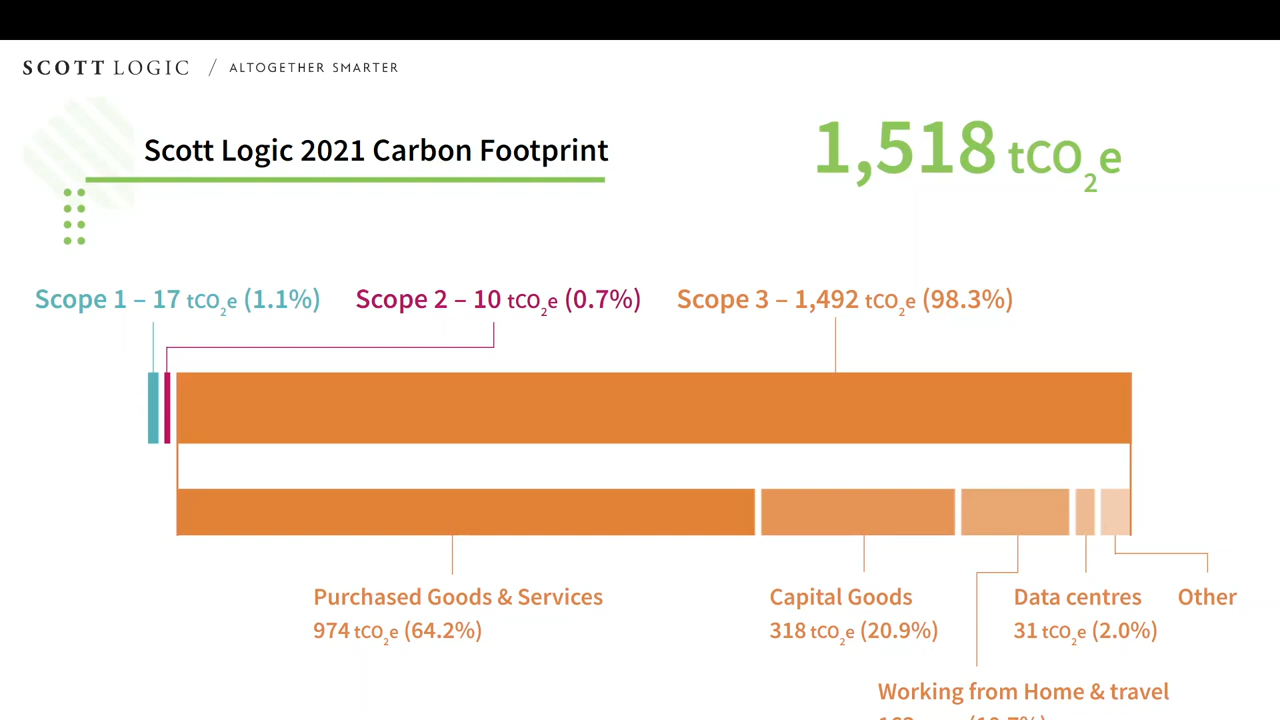 SCOTT LOGIC / ALTOGETHER SMARTER
Scott Logic 2021 Carbon Footprint
1,518 tCO2e
Scope 1 – 17 tCO2e (1.1%)
Scope 2 – 10 tCO2e (0.7%)
Scope 3 – 1,492 tCO2e (98.3%)
Purchased Goods & Services
974 tCO2e (64.2%)
Capital Goods
318 tCO2e (20.9%)
Data centres
31 tCO2e (2.0%)
Other
Working from Home & travel